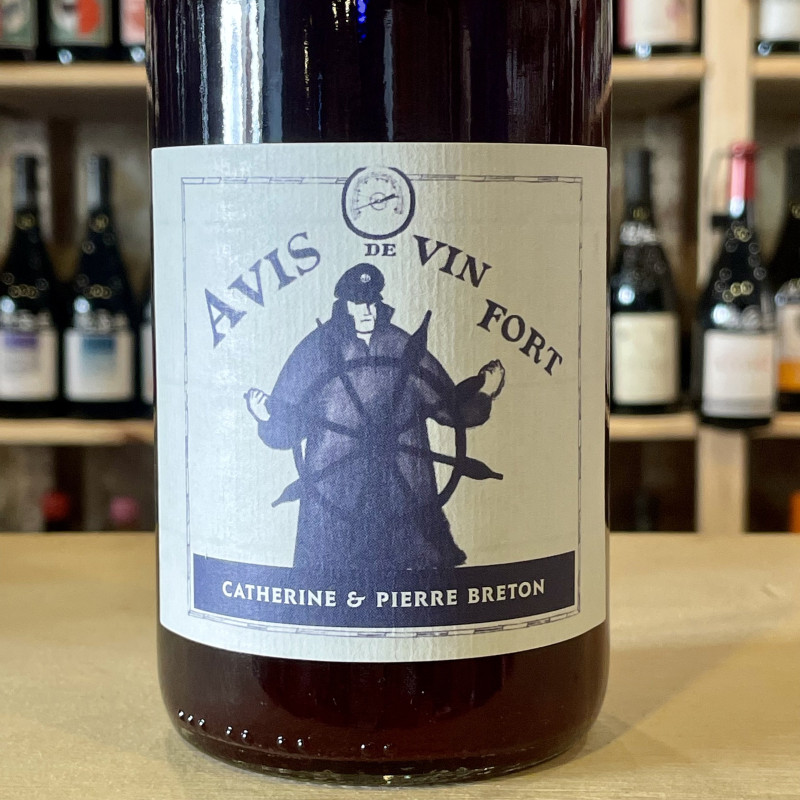 AVIS DE VIN FORT
CATHERINE & PIERRE BRETON